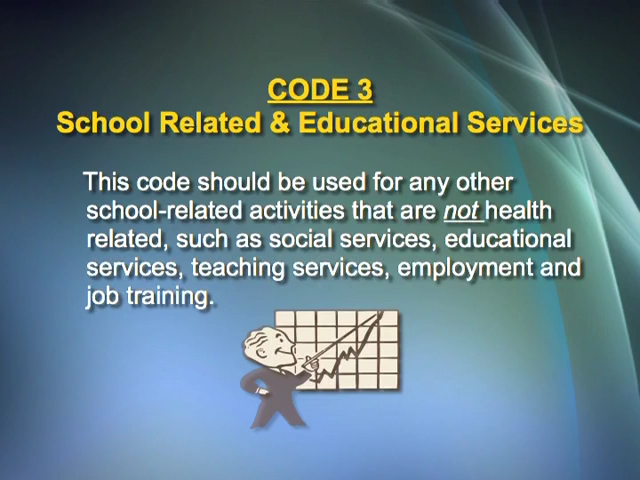 CODE 3
School Related & Educational Services
This code should be used for any other
school-related activities that are not health
related, such as social services, educational
services, teaching services, employment and
job training.